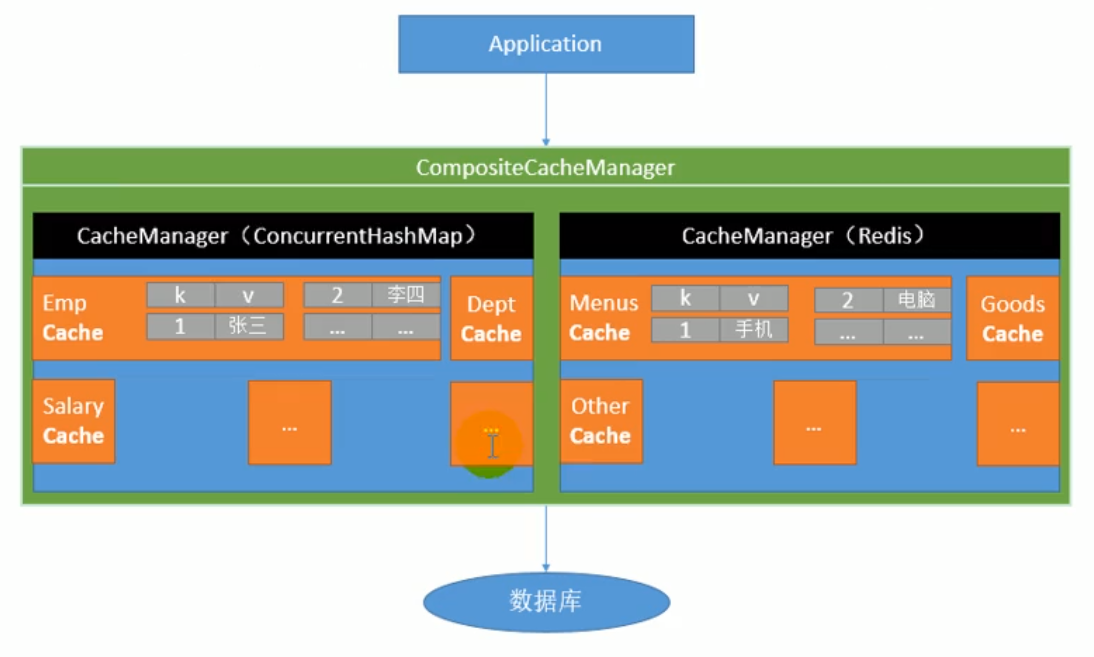 Application
CompositeCacheManager
CacheManager（ConcurrentHashMap）
Emp
Cache
k v
1 张三
2 李四
... ...
Dept
Cache
Salary
Cache
...
...
CacheManager（Redis）
Menus
Cache
k v
1 手机
2 电脑
... ...
Goods
Cache
Other
Cache
...
...
数据库